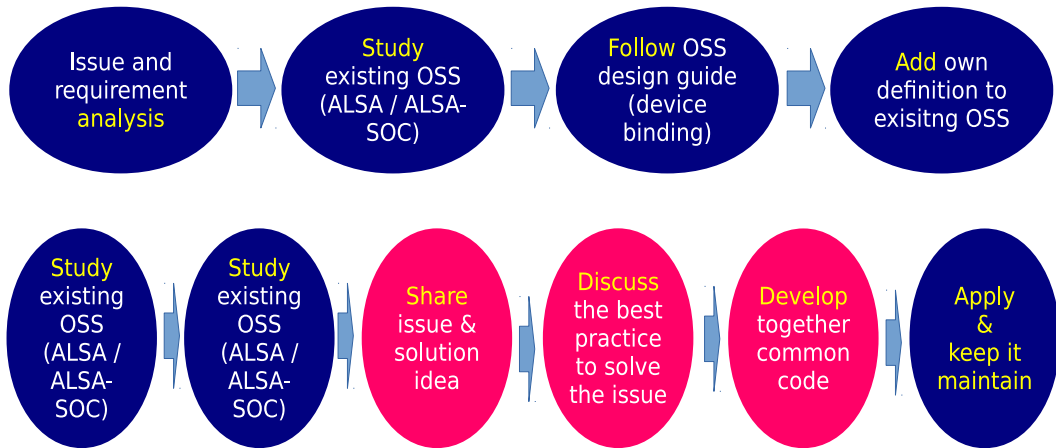 Issue and
requirement
analysis
Study
existing OSS
(ALSA / ALSA-
SOC)
Follow OSS
design guide
(device
binding)
Add own
definition to
exisitng OSS
Study
existing
OSS
(ALSA /
ALSA-
SOC)
Study
existing
OSS
(ALSA /
ALSA-
SOC)
Share
issue &
solution
idea
Discuss
the best
practice
to solve
the issue
Develop
together
common
code
Apply
&
keep it
maintain